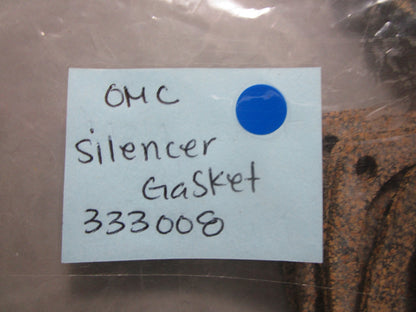 OMC
Silencer
Gasket
333008